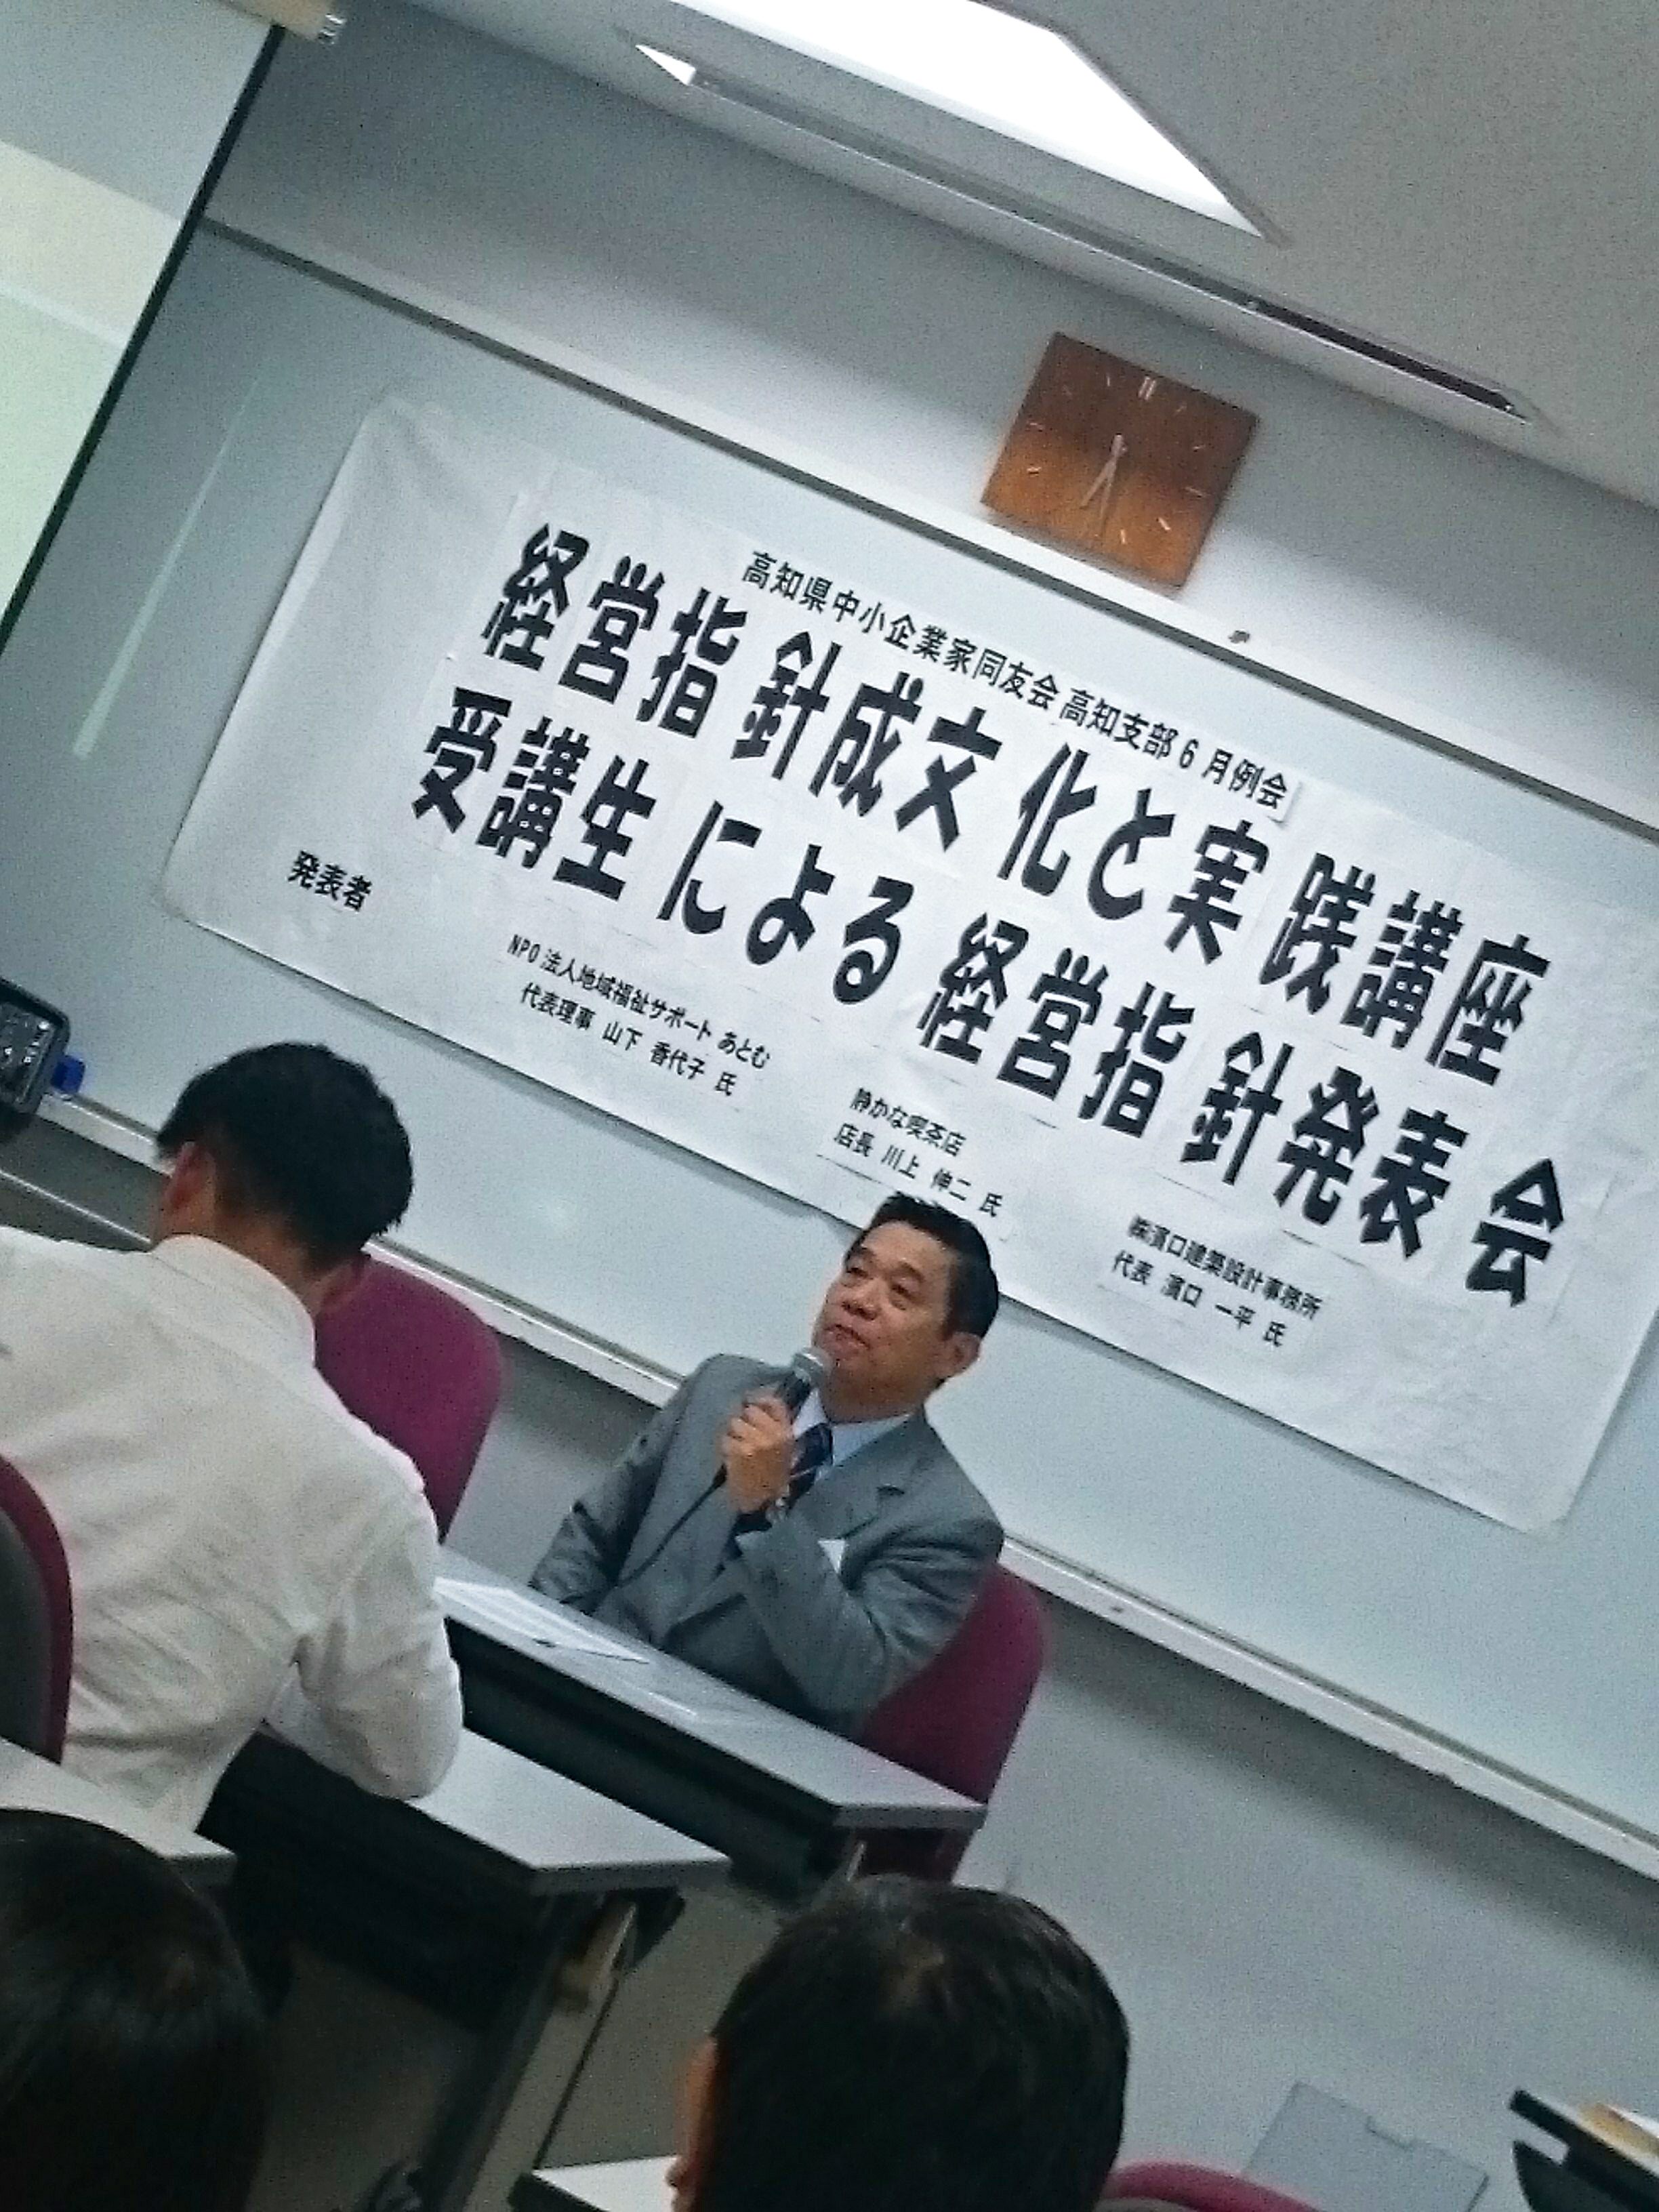 高知県中小企業家同友会 高知支部6月例会
経営指針成文化と実践講座
受講生による経営指針発表会
発表者
NPO法人地域福祉サポート あとむ
代表理事 山下 香代子 氏
静かな喫茶店
店長 川上 伸二 氏
㈱濱口建築設計事務所
代表 濱口 一平 氏